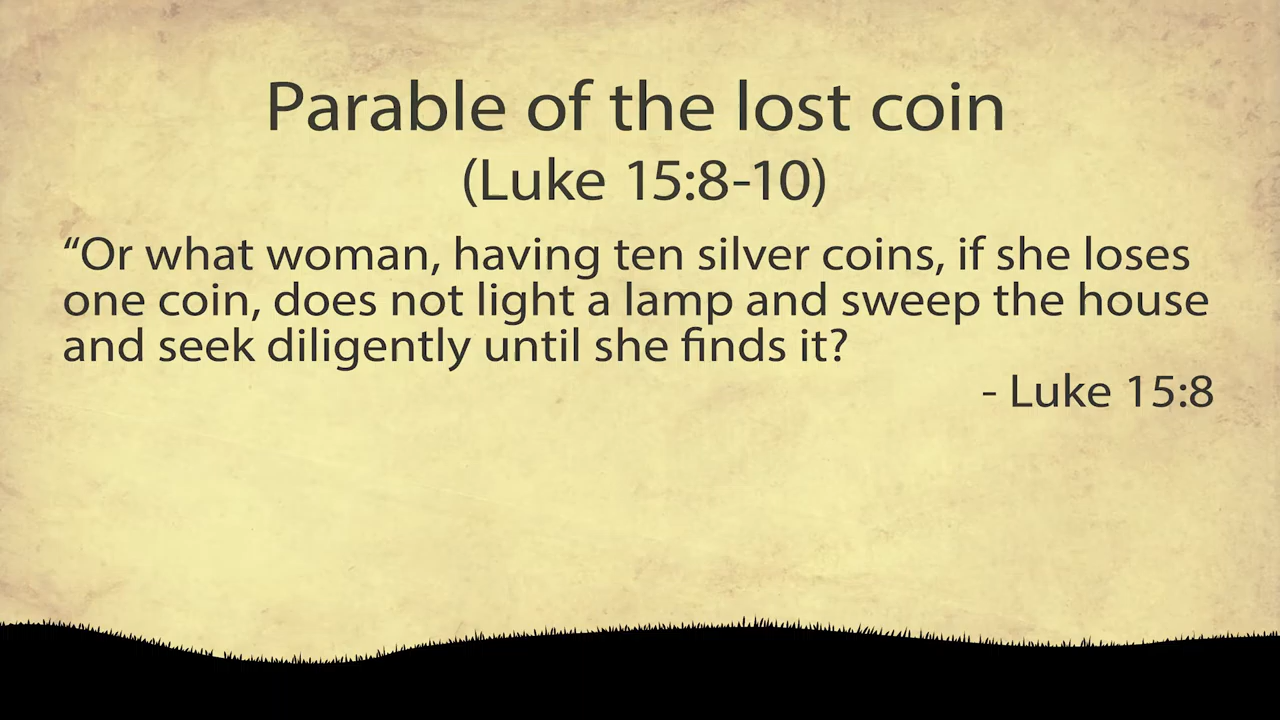 Parable of the lost coin
(Luke 15:8-10)
“Or what woman, having ten silver coins, if she loses
one coin, does not light a lamp and sweep the house
and seek diligently until she finds it?
- Luke 15:8